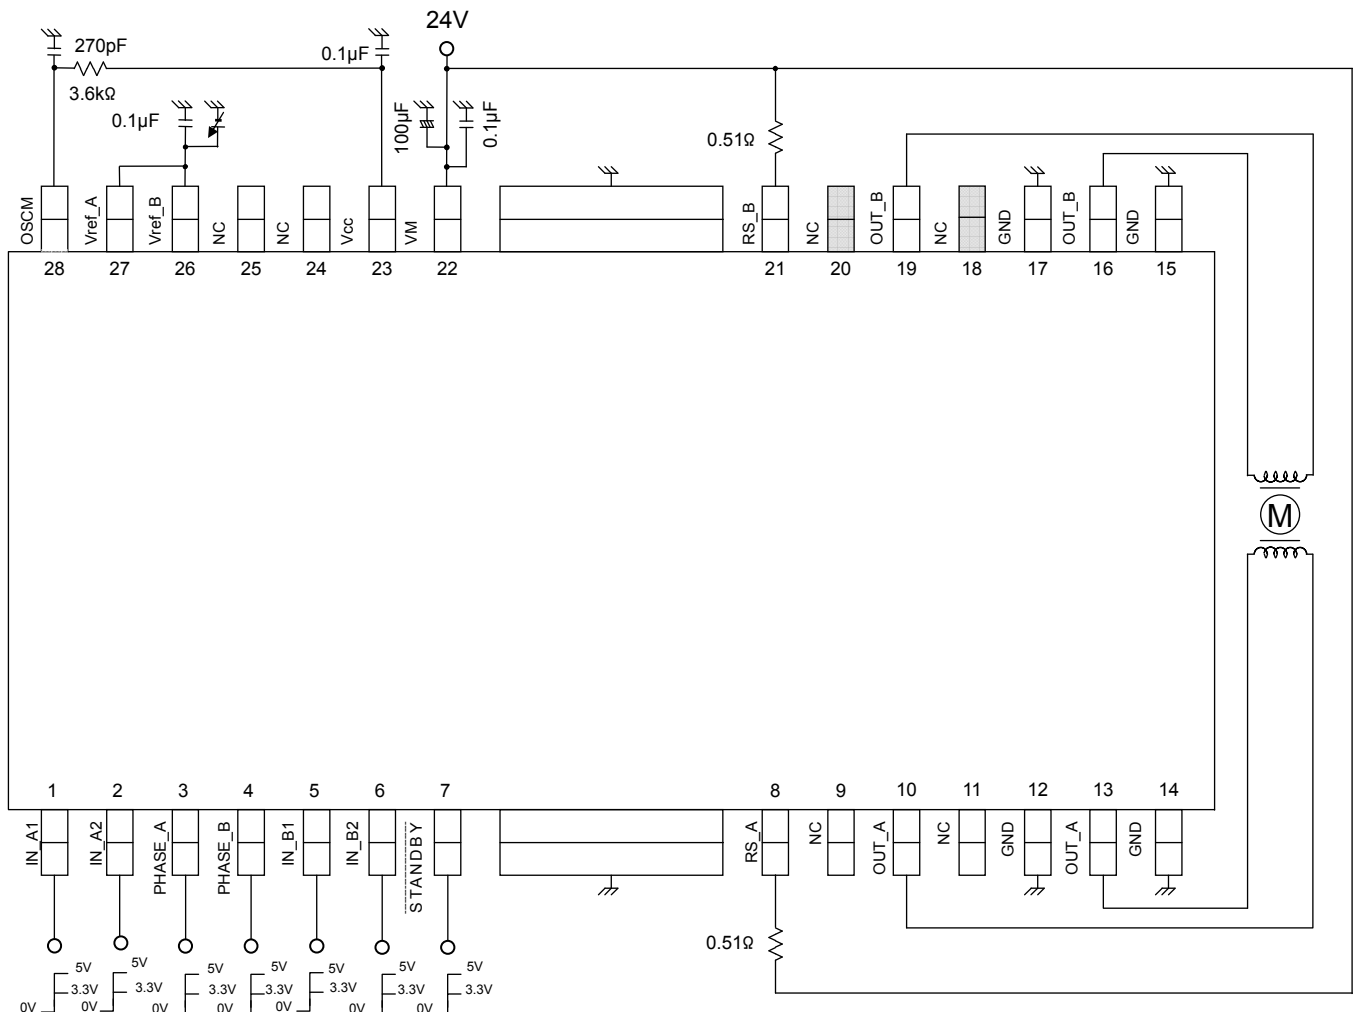 24V
270pF
0.1µF
3.6kΩ
0.1µF
100µF
0.1µF
0.51Ω
OSCM
Vref_A
Vref_B
NC
NC
Vcc
VM
RS_B
NC
OUT_B
NC
GND
OUT_B
GND
28 27 26 25 24 23 22 21 20 19 18 17 16 15
M
1 2 3 4 5 6 7 8 9 10 11 12 13 14
IN_A1
IN_A2
PHASE_A
PHASE_B
IN_B1
IN_B2
STANDBY
RS_A
NC
OUT_A
NC
GND
OUT_A
GND
0.51Ω
5V 5V 5V 5V 5V 5V 5V
3.3V 3.3V 3.3V 3.3V 3.3V 3.3V 3.3V
0V 0V 0V 0V 0V 0V 0V